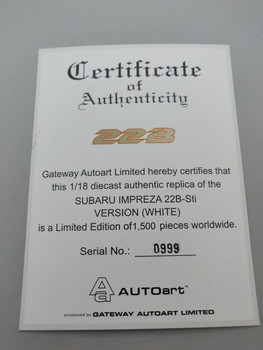 Certificate
of
Authenticity
22B
Gateway Autoart Limited hereby certifies that
this 1/18 diecast authentic replica of the
SUBARU IMPREZA 22B-Sti
VERSION (WHITE)
is a Limited Edition of1,500 pieces worldwide.
Serial No.: 0999
AUTOart™
produced by GATEWAY AUTOART LIMITED